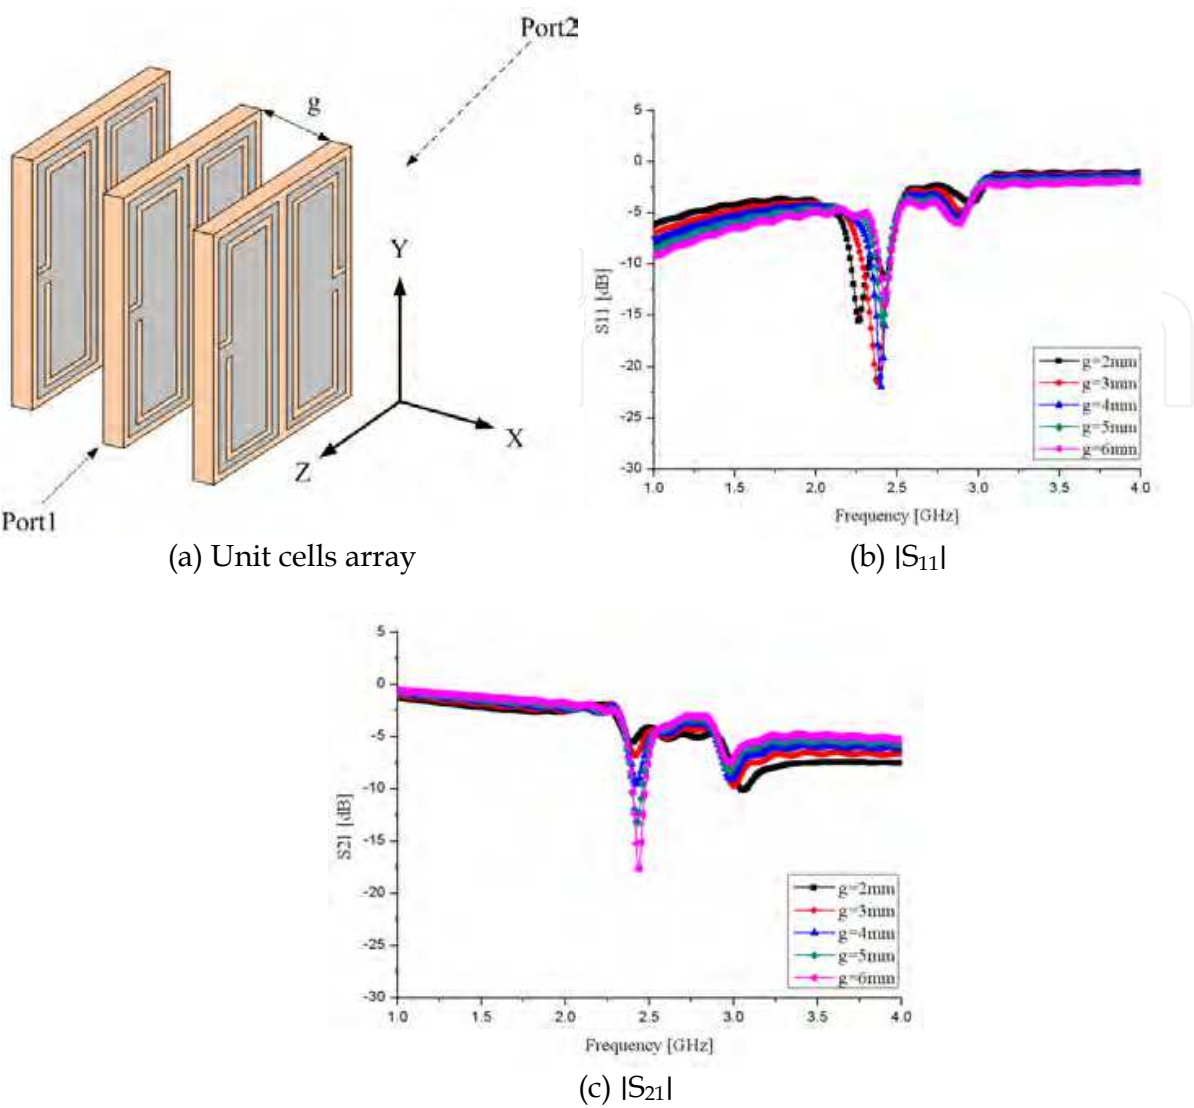 Port2
g
Y
X
Z
Port1
(a) Unit cells array
5
0
-5
-10
-15
-20
-25
-30
S11 [dB]
g=2mm
g=3mm
g=4mm
g=5mm
g=6mm
1.0 1.5 2.0 2.5 3.0 3.5 4.0
Frequency [GHz]
(b) |S11|
5
0
-5
-10
-15
-20
-25
-30
S21 [dB]
g=2mm
g=3mm
g=4mm
g=5mm
g=6mm
1.0 1.5 2.0 2.5 3.0 3.5 4.0
Frequency [GHz]
(c) |S21|